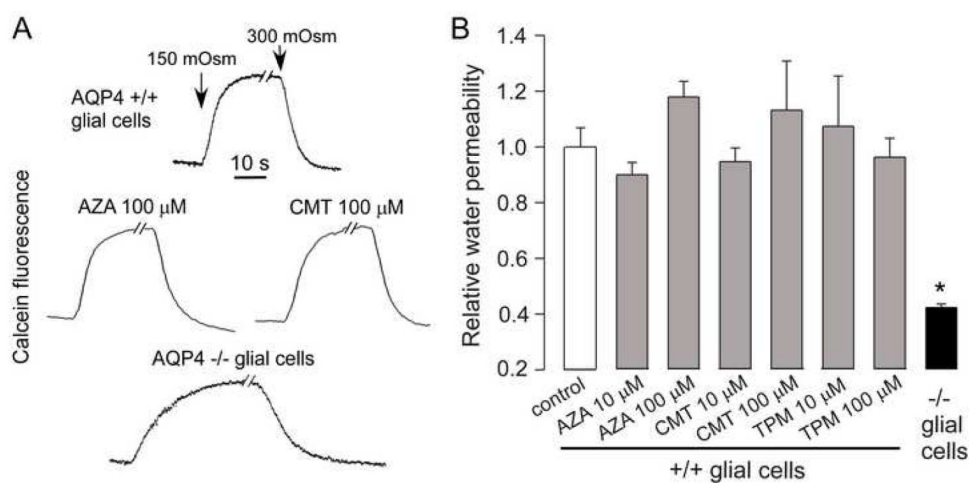 A
150 mOsm
300 mOsm
AQP4 +/+
glial cells
10 s
AZA 100 μM
CMT 100 μM
AQP4 -/- glial cells
Calcein fluorescence
B
Relative water permeability
1.4
1.2
1.0
0.8
0.6
0.4
0.2
*
control
AZA 10 μM
AZA 100 μM
CMT 10 μM
CMT 100 μM
TPM 10 μM
TPM 100 μM
-/-
glial
cells
+/+ glial cells